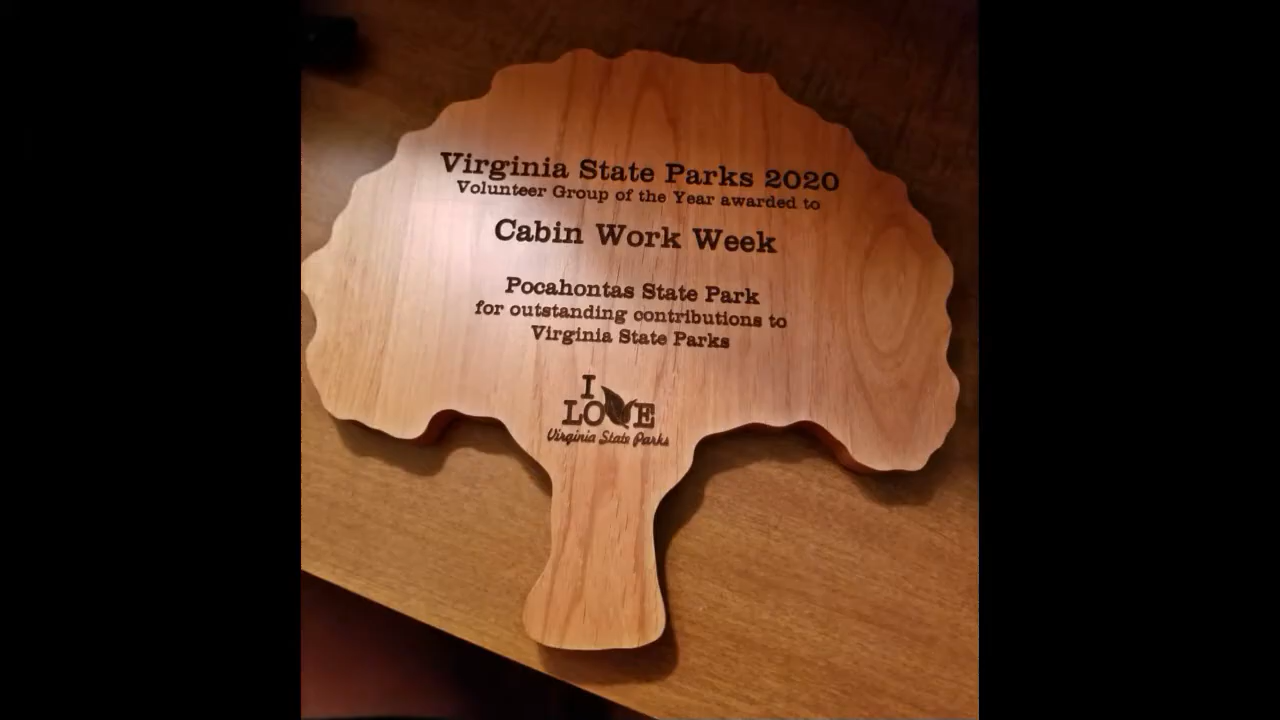 Virginia State Parks 2020
Volunteer Group of the Year awarded to
Cabin Work Week
Pocahontas State Park
for outstanding contributions to
Virginia State Parks
I
LOVE
Virginia State Parks